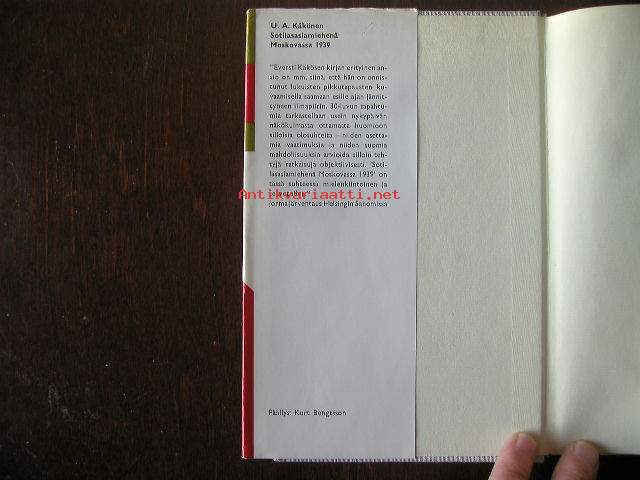 U. A. Käkönen
Sotilasasiamiehenä
Moskovassa 1939
"Eversti Käkösen kirjan erityinen an-
sio on mm. siinä, että hän on onnis-
tunut lukuisten pikkutapausten ku-
vaamisella saamaan esille ajan jännit-
tyneen ilmapiirin. 30-luvun tapahtu-
mia tarkastellaan usein nykypäivän
näkökulmasta ottamatta huomioon
silloisia olosuhteita – niiden asetta-
mia vaatimuksia ja niiden suomia
mahdollisuuksia arvioida silloin teh-
tyjä ratkaisuja objektiivisesti. 'Soti-
lasasiamiehenä Moskovassa 1939' on
tässä suhteessa mielenkiintoinen ja
Antikvariaatti.net
Jorma Järventaus Helsingin Sanomissa
Päällys: Kurt Bengtsson